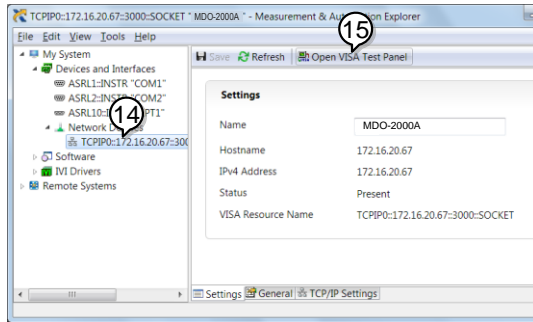 TCPIP0::172.16.20.67::3000::SOCKET " MDO-2000A " - Measurement & Automation Explorer
File Edit View Tools Help
15
Save Refresh Open VISA Test Panel
My System
Devices and Interfaces
ASRL1::INSTR "COM1"
ASRL2::INSTR "COM2"
ASRL10::
14
Network
TCPIP0::172.16.20.67::300
Software
IVI Drivers
Remote Systems
Settings
Name MDO-2000A
Hostname 172.16.20.67
IPv4 Address 172.16.20.67
Status Present
VISA Resource Name TCPIP0::172.16.20.67::3000::SOCKET
Settings General TCP/IP Settings